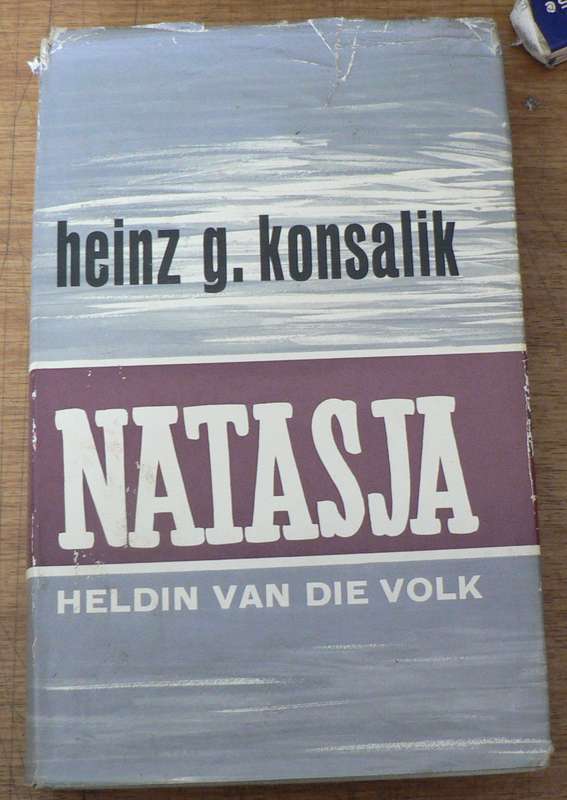 heinz g. konsalik
NATASJA
HELDIN VAN DIE VOLK